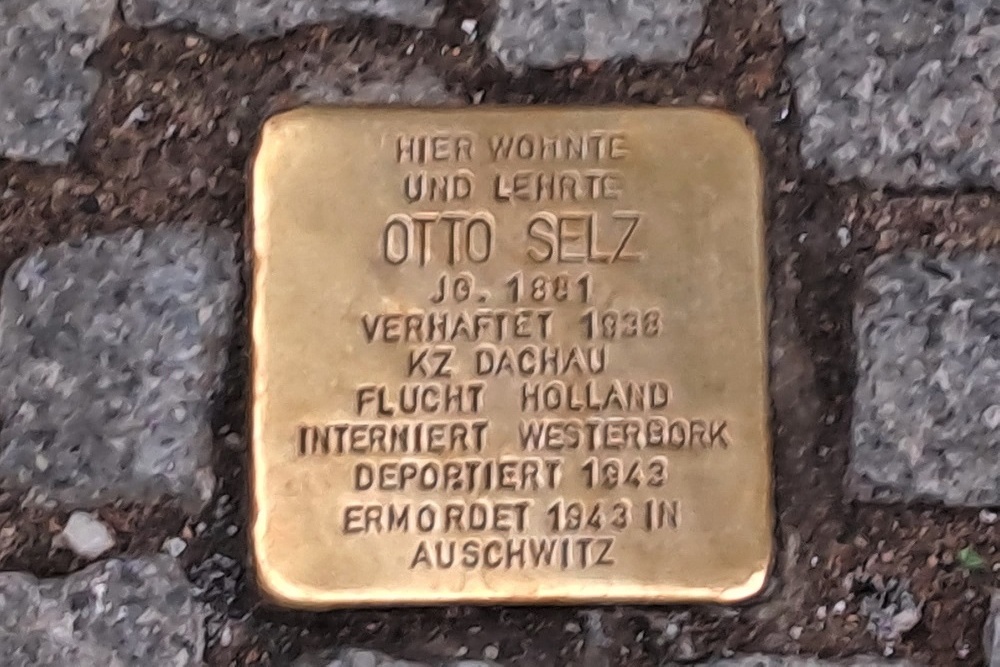 HIER WOHNTE
UND LEHRTE
OTTO SELZ
JG. 1881
VERHAFTET 1938
KZ DACHAU
FLUCHT HOLLAND
INTERNIERT WESTERBORK
DEPORTIERT 1943
ERMORDET 1943 IN
AUSCHWITZ